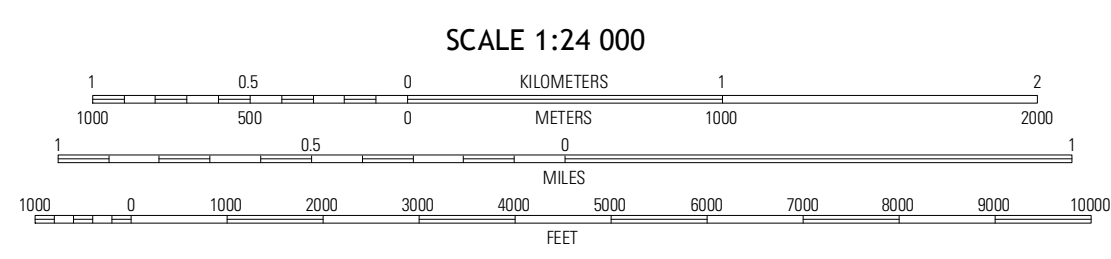 SCALE 1:24 000
1 0.5 0 KILOMETERS 1 2
1000 500 0 METERS 1000 2000
1 0.5 0 1
MILES
1000 0 1000 2000 3000 4000 5000 6000 7000 8000 9000 10000
FEET